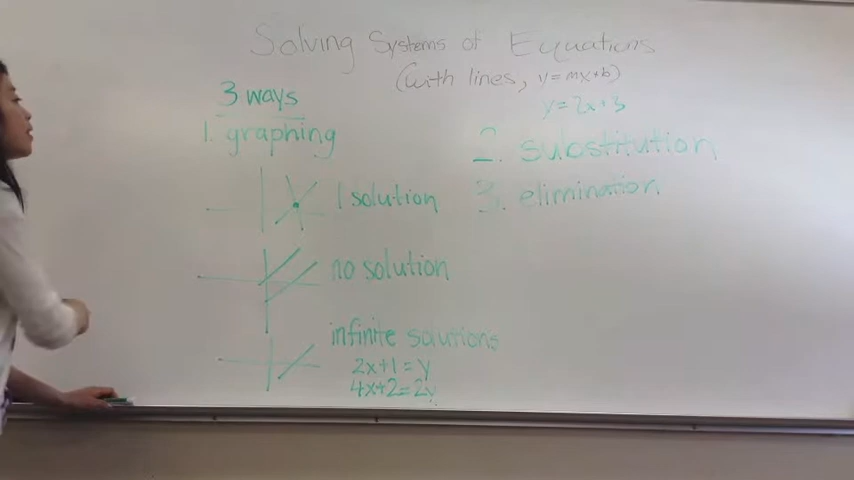 Solving Systems of Equations
(with lines, y=mx+b)
y=2x+3
3 ways
1. graphing
1 solution
no solution
infinite solutions
2x+1=y
4x+2=2y
2. substitution
3. elimination